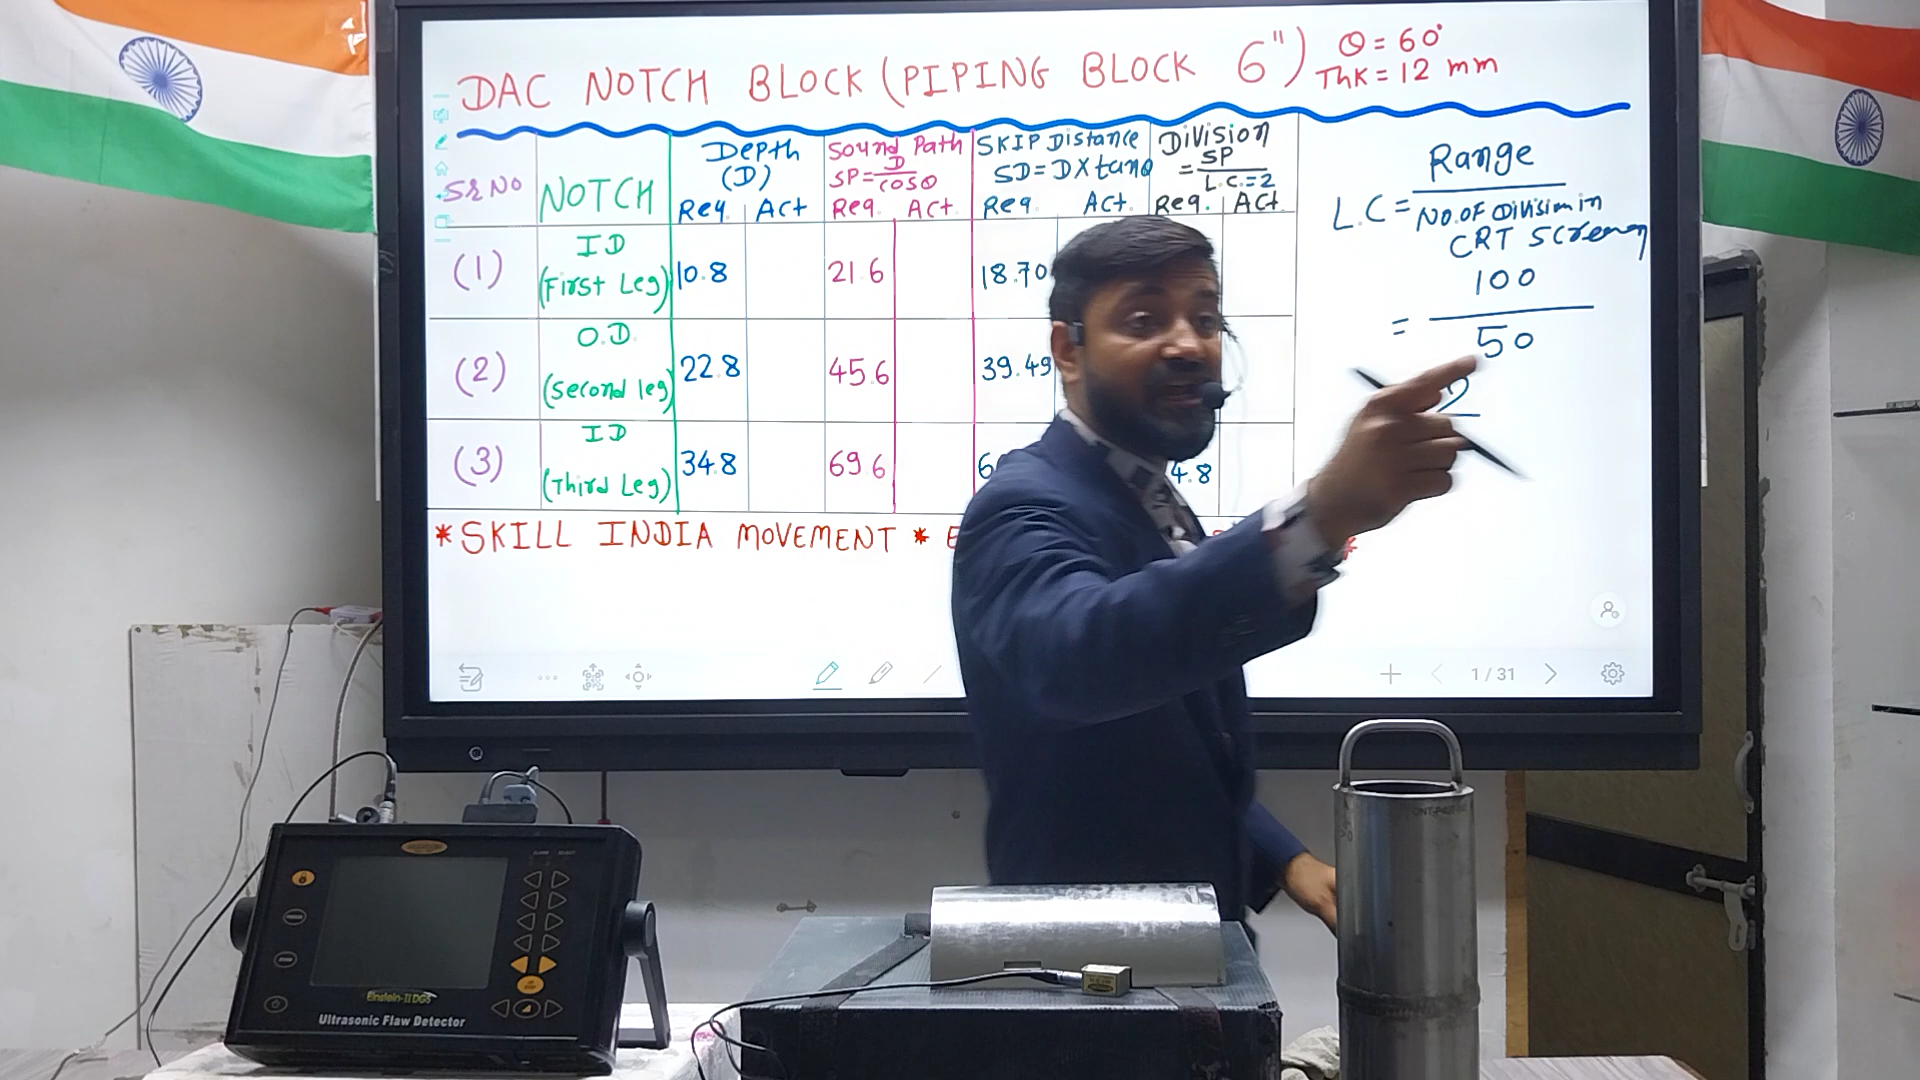 DAC NOTCH BLOCK (PIPING BLOCK 6") Θ = 60°
Thk = 12 mm
Sr No NOTCH Depth (D) Sound Path SP = D/cosθ SKIP Distance SD = D X tanθ Division = SP/L.C.=2
Req. Act Req. Act. Req. Act. Req. Act.
(1) ID (First Leg) 10.8 21.6 18.70
(2) O.D (Second leg) 22.8 45.6 39.49
(3) ID (Third Leg) 34.8 69.6 4.8
* SKILL INDIA MOVEMENT *
L.C = Range
No. of Division in
CRT Screen
= 100
50
2
1 / 31
Einstein-II DGS
Ultrasonic Flaw Detector